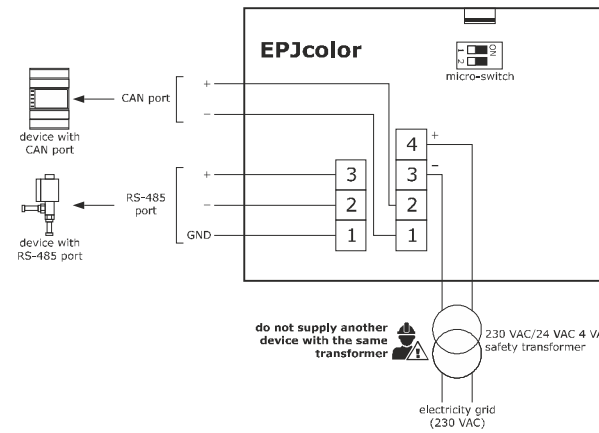 EPJcolor
ON
1
2
micro-switch
CAN port
+
−
device with
CAN port
4
+
3
−
2
1
RS-485
port
+
−
GND
3
2
1
device with
RS-485 port
do not supply another
device with the same
transformer
230 VAC/24 VAC 4 VA
safety transformer
electricity grid
(230 VAC)